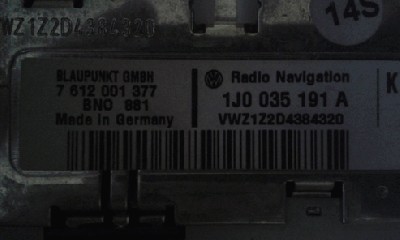 WZ1Z2D4384320
14S
BLAUPUNKT GMBH
7 612 001 377
BNO 881
Made in Germany
Radio Navigation
1J0 035 191 A
VWZ1Z2D4384320
K